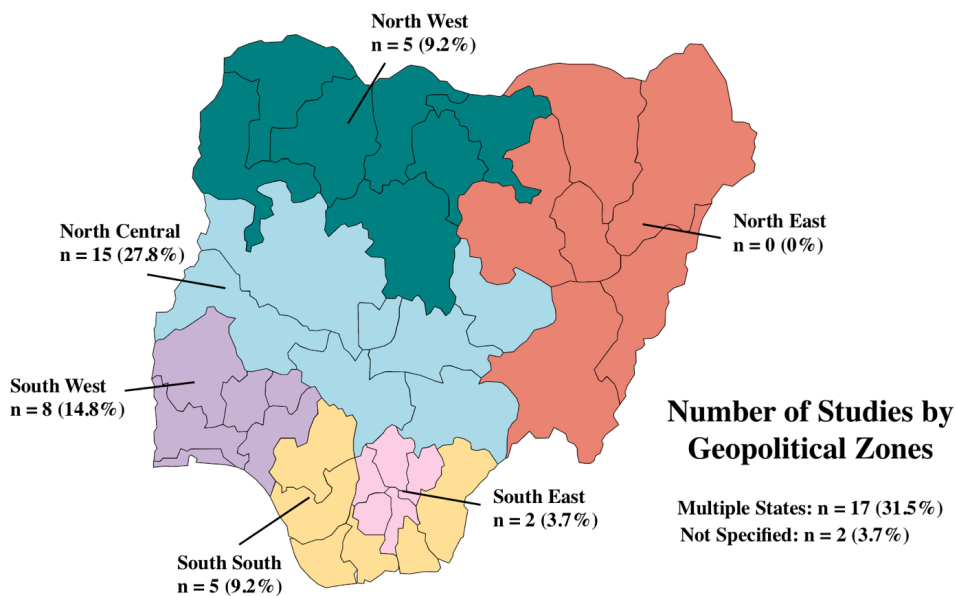 North West
n = 5 (9.2%)
North Central
n = 15 (27.8%)
North East
n = 0 (0%)
South West
n = 8 (14.8%)
Number of Studies by
Geopolitical Zones
South East
n = 2 (3.7%)
Multiple States: n = 17 (31.5%)
Not Specified: n = 2 (3.7%)
South South
n = 5 (9.2%)